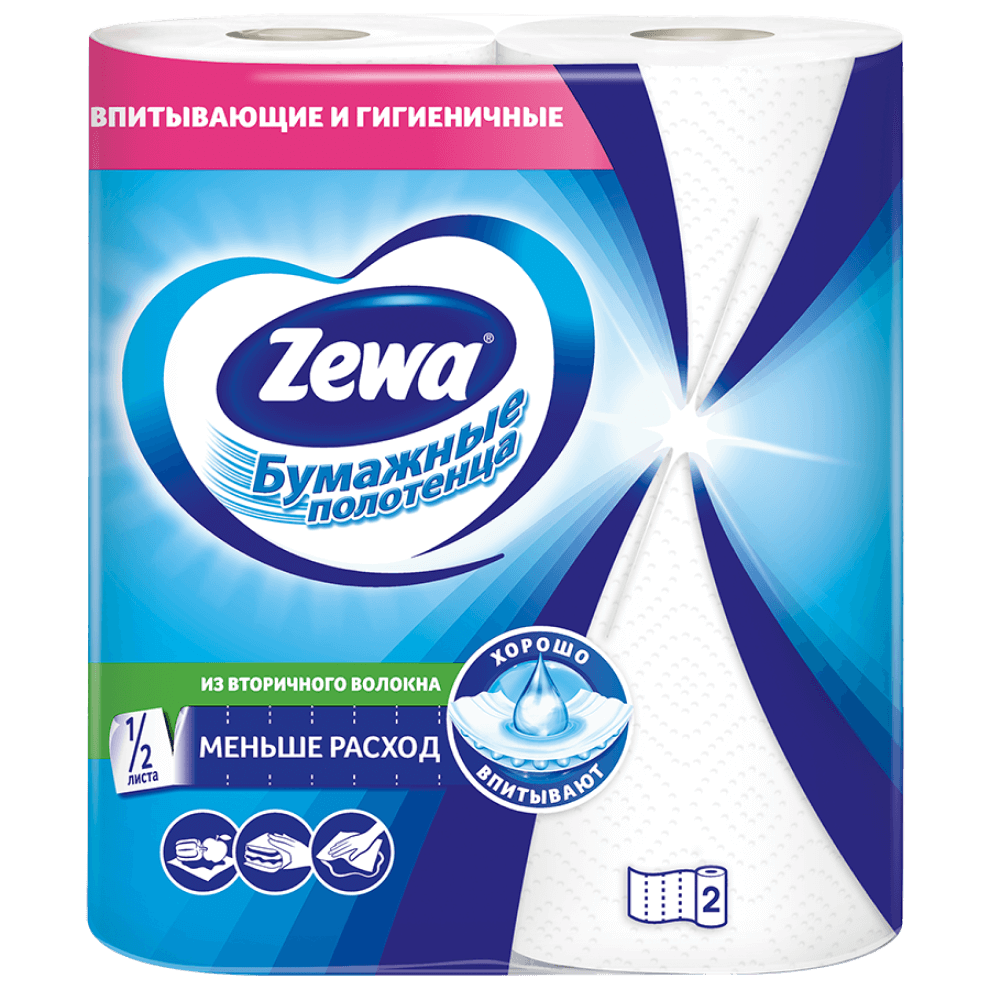 ВПИТЫВАЮЩИЕ И ГИГИЕНИЧНЫЕ
Zewa®
Бумажные
полотенца
ИЗ ВТОРИЧНОГО ВОЛОКНА
1/2
ЛИСТА
МЕНЬШЕ РАСХОД
ХОРОШО
ВПИТЫВАЮТ
2